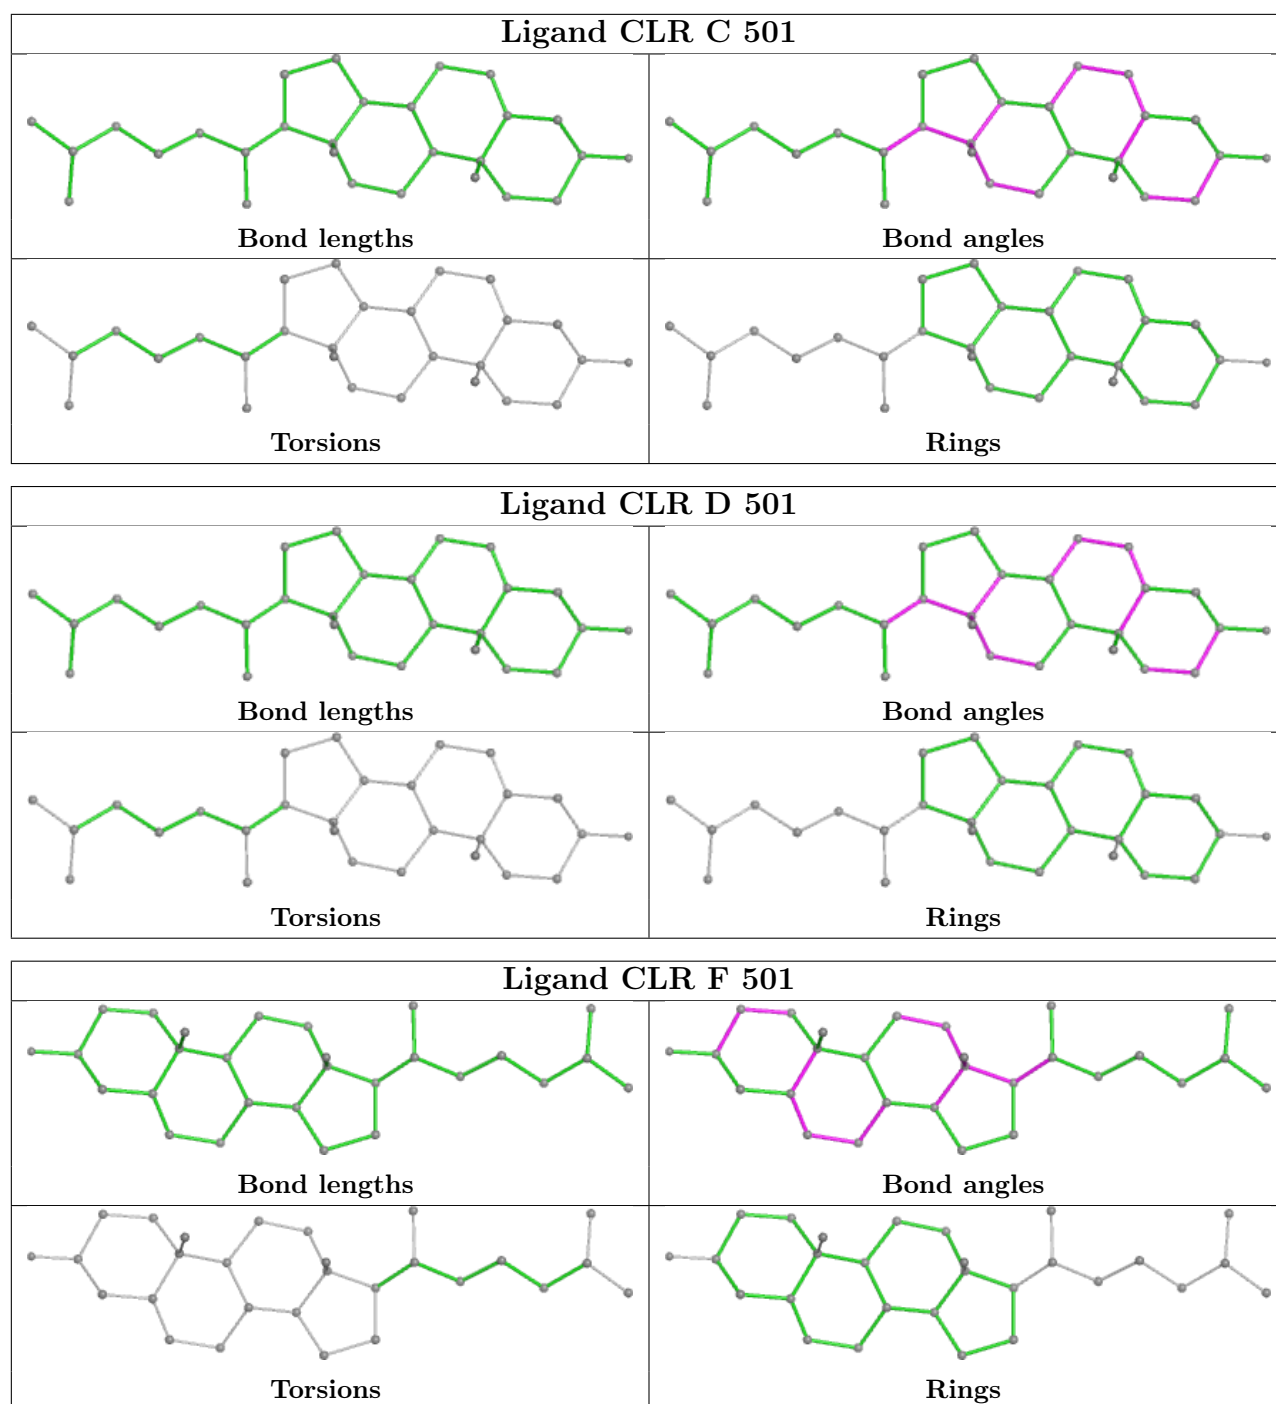 Ligand CLR C 501
Bond lengths
Bond angles
Torsions
Rings
Ligand CLR D 501
Bond lengths
Bond angles
Torsions
Rings
Ligand CLR F 501
Bond lengths
Bond angles
Torsions
Rings